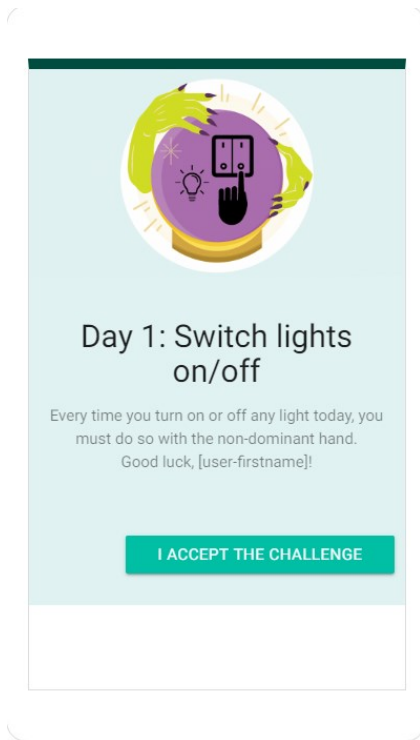 Day 1: Switch lights
on/off
Every time you turn on or off any light today, you
must do so with the non-dominant hand.
Good luck, [user-firstname]!
I ACCEPT THE CHALLENGE